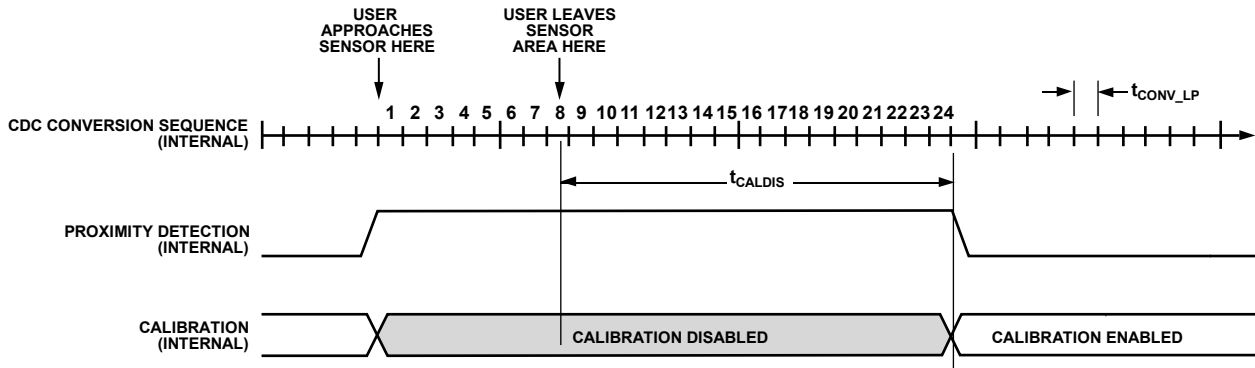 USER
APPROACHES
SENSOR HERE
USER LEAVES
SENSOR
AREA HERE
tCONV_LP
1 2 3 4 5 6 7 8 9 10 11 12 13 14 15 16 17 18 19 20 21 22 23 24
CDC CONVERSION SEQUENCE
(INTERNAL)
tCALDIS
PROXIMITY DETECTION
(INTERNAL)
CALIBRATION
(INTERNAL)
CALIBRATION DISABLED
CALIBRATION ENABLED